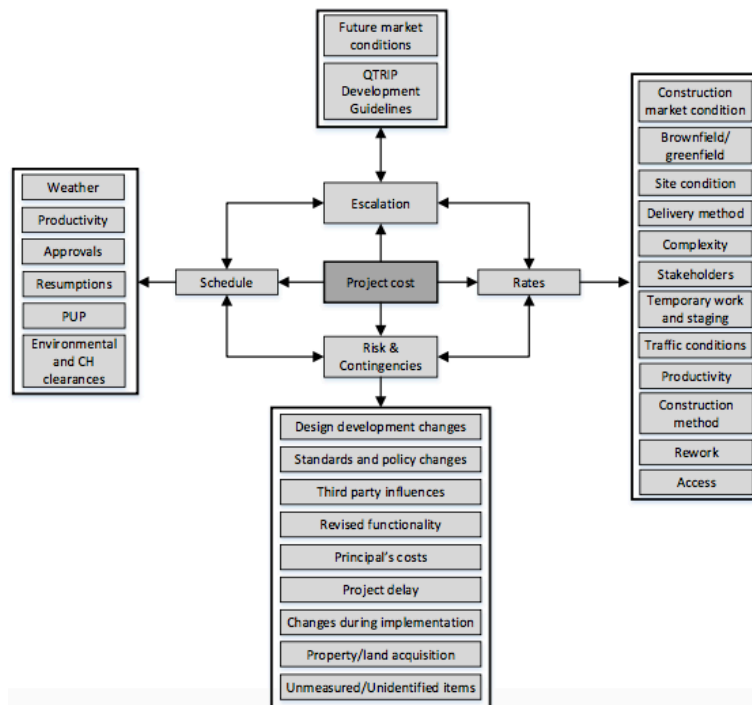 Future market
conditions
QTRIP
Development
Guidelines
Construction
market condition
Brownfield/
greenfield
Site condition
Delivery method
Complexity
Stakeholders
Temporary work
and staging
Traffic conditions
Productivity
Construction
method
Rework
Access
Weather
Productivity
Approvals
Resumptions
PUP
Environmental
and CH
clearances
Escalation
Schedule
Project cost
Rates
Risk &
Contingencies
Design development changes
Standards and policy changes
Third party influences
Revised functionality
Principal's costs
Project delay
Changes during implementation
Property/land acquisition
Unmeasured/Unidentified items